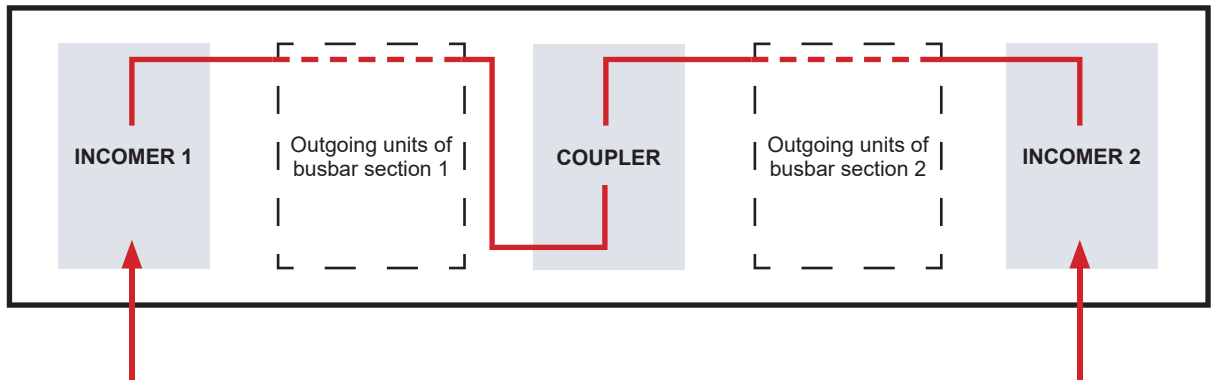 INCOMER 1
Outgoing units of
busbar section 1
COUPLER
Outgoing units of
busbar section 2
INCOMER 2